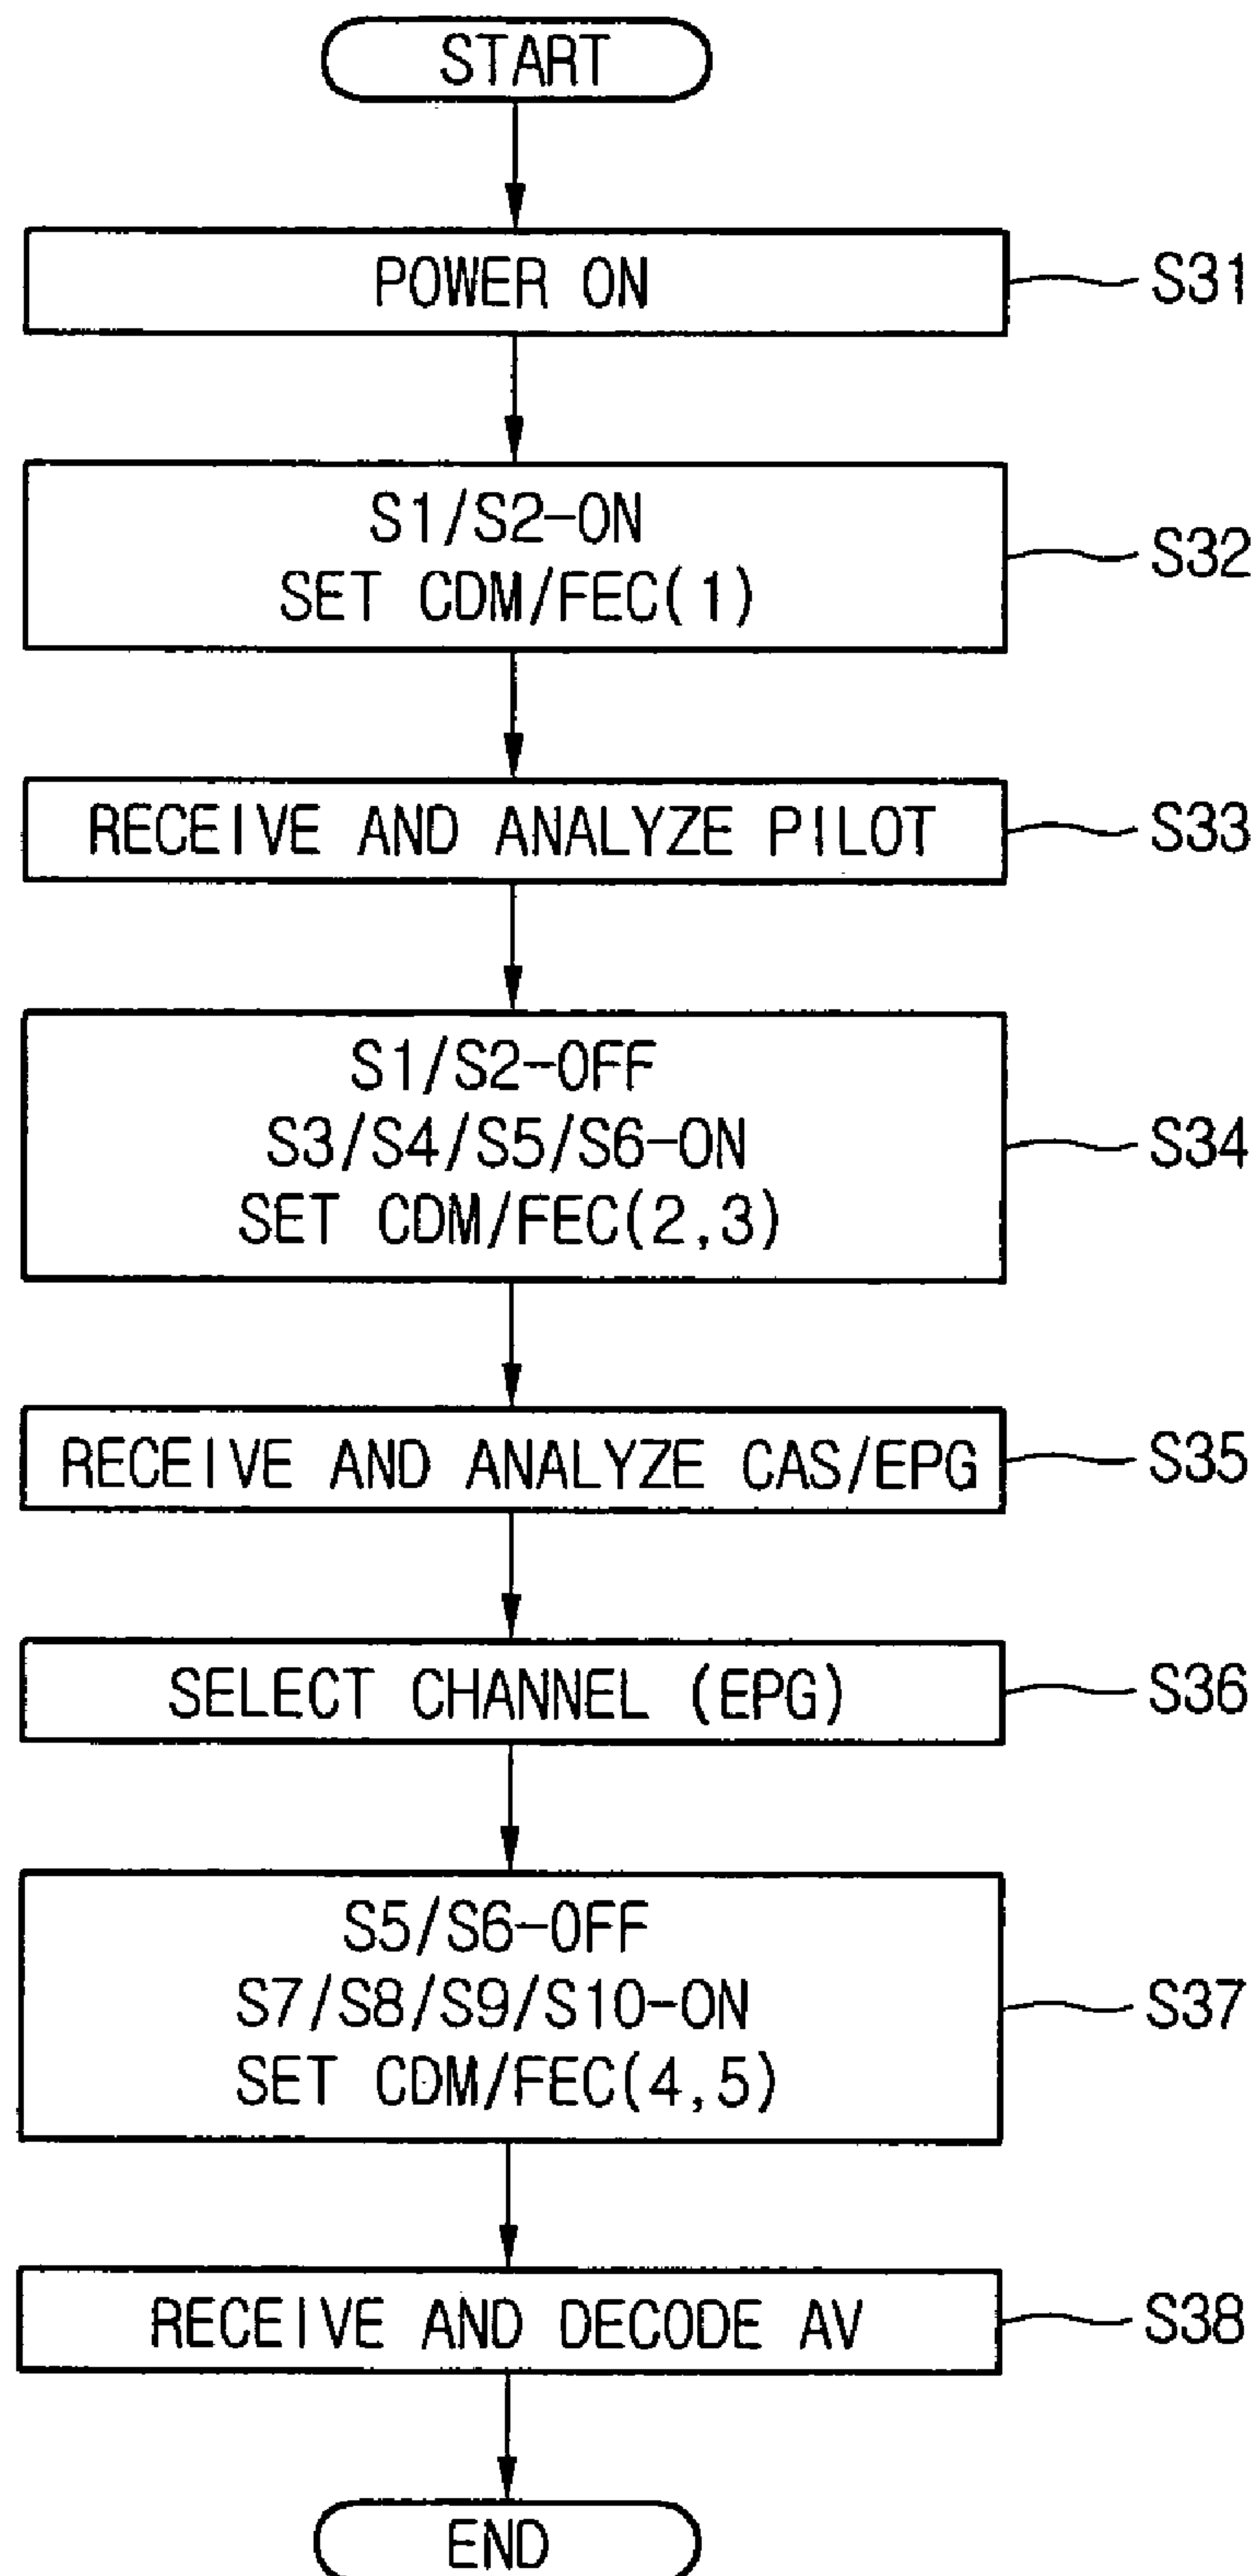 START
POWER ON
S31
S1/S2-ON
SET CDM/FEC(1)
S32
RECEIVE AND ANALYZE PILOT
S33
S1/S2-OFF
S3/S4/S5/S6-ON
SET CDM/FEC(2,3)
S34
RECEIVE AND ANALYZE CAS/EPG
S35
SELECT CHANNEL (EPG)
S36
S5/S6-OFF
S7/S8/S9/S10-ON
SET CDM/FEC(4,5)
S37
RECEIVE AND DECODE AV
S38
END